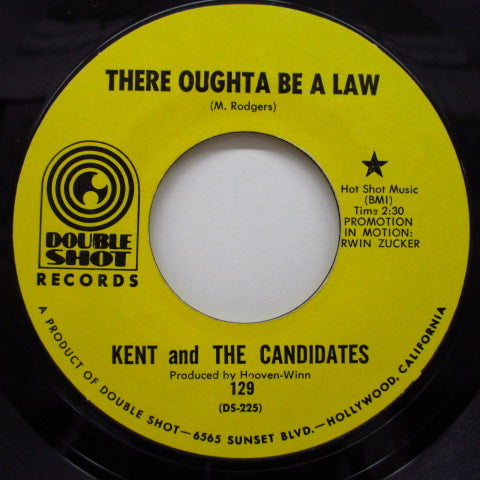 THERE OUGHTA BE A LAW
(M. Rodgers)
DOUBLE
SHOT
RECORDS
★
Hot Shot Music
(BMI)
Time 2:30
PROMOTION
IN MOTION:
RWIN ZUCKER
KENT and THE CANDIDATES
Produced by Hooven-Winn
129
(DS-225)
A PRODUCT OF DOUBLE SHOT—6565 SUNSET BLVD.—HOLLYWOOD, CALIFORNIA